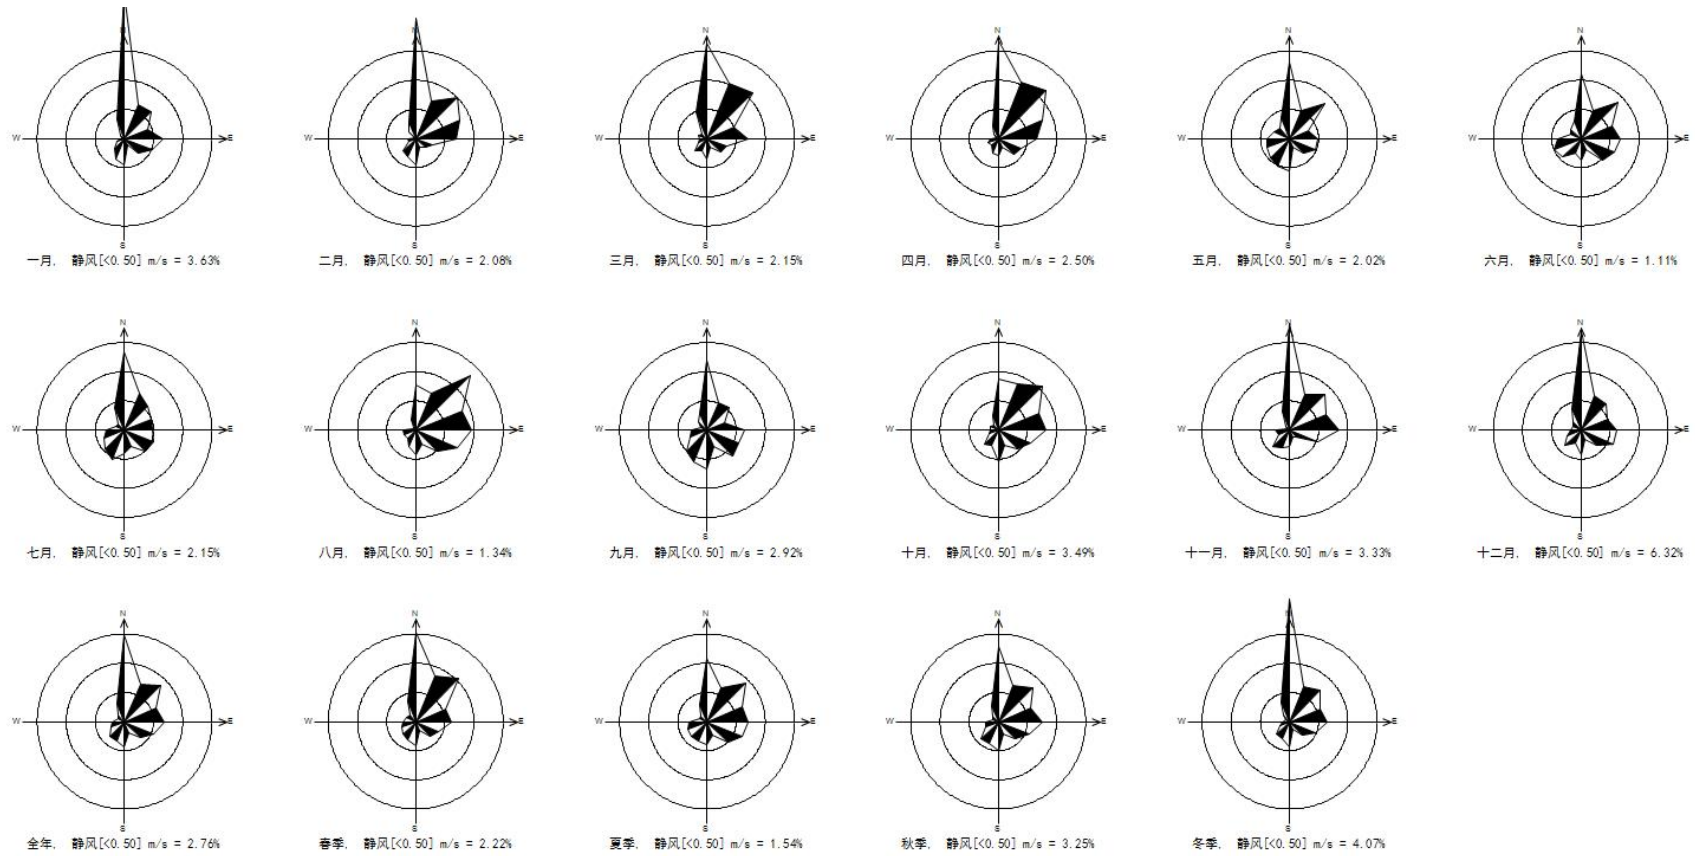 N N N N N N
W E W E W E W E W E W E
S S S S S S
一月, 静风[<0.50] m/s = 3.63% 二月, 静风[<0.50] m/s = 2.08% 三月, 静风[<0.50] m/s = 2.15% 四月, 静风[<0.50] m/s = 2.50% 五月, 静风[<0.50] m/s = 2.02% 六月, 静风[<0.50] m/s = 1.11%
N N N N N N
W E W E W E W E W E W E
S S S S S S
七月, 静风[<0.50] m/s = 2.15% 八月, 静风[<0.50] m/s = 1.34% 九月, 静风[<0.50] m/s = 2.92% 十月, 静风[<0.50] m/s = 3.49% 十一月, 静风[<0.50] m/s = 3.33% 十二月, 静风[<0.50] m/s = 6.32%
N N N N N
W E W E W E W E W E
S S S S S
全年, 静风[<0.50] m/s = 2.76% 春季, 静风[<0.50] m/s = 2.22% 夏季, 静风[<0.50] m/s = 1.54% 秋季, 静风[<0.50] m/s = 3.25% 冬季, 静风[<0.50] m/s = 4.07%